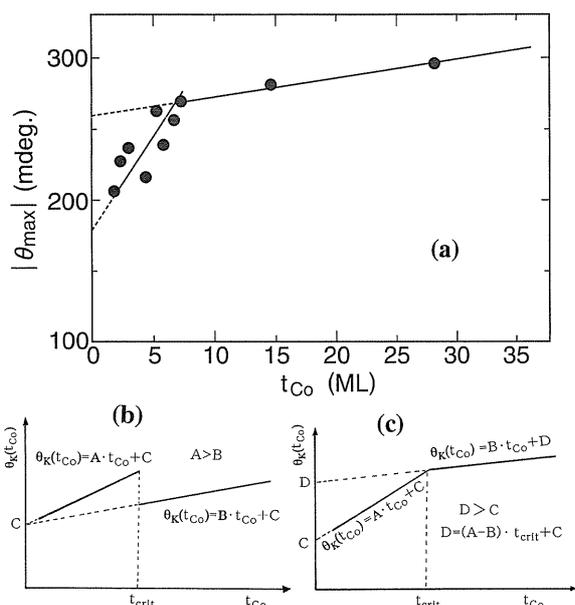 300
200
100
|θmax| (mdeg.)
(a)
0 5 10 15 20 25 30 35
tCo (ML)
(b)
θK(tCo)
θK(tCo)=A·tCo+C A>B
C
θK(tCo)=B·tCo+C
tcrit tCo
(c)
θK(tCo)
θK(tCo)=B·tCo+D
D
θK(tCo)=A·tCo+C
D>C
D=(A−B)·tcrit+C
C
tcrit tCo